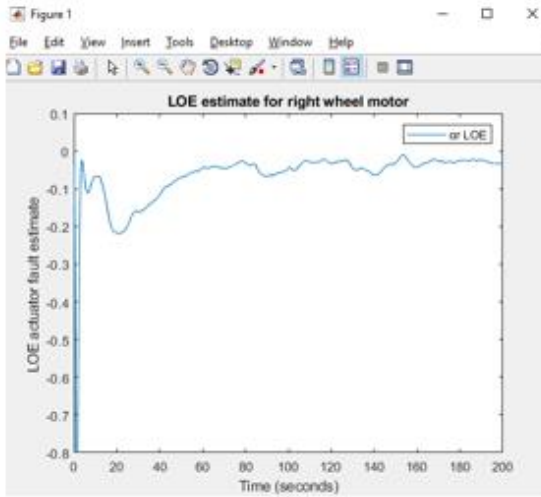 Figure 1
File Edit View Insert Tools Desktop Window Help
LOE estimate for right wheel motor
αr LOE
LOE actuator fault estimate
0.1
0
-0.1
-0.2
-0.3
-0.4
-0.5
-0.6
-0.7
-0.8
0 20 40 60 80 100 120 140 160 180 200
Time (seconds)